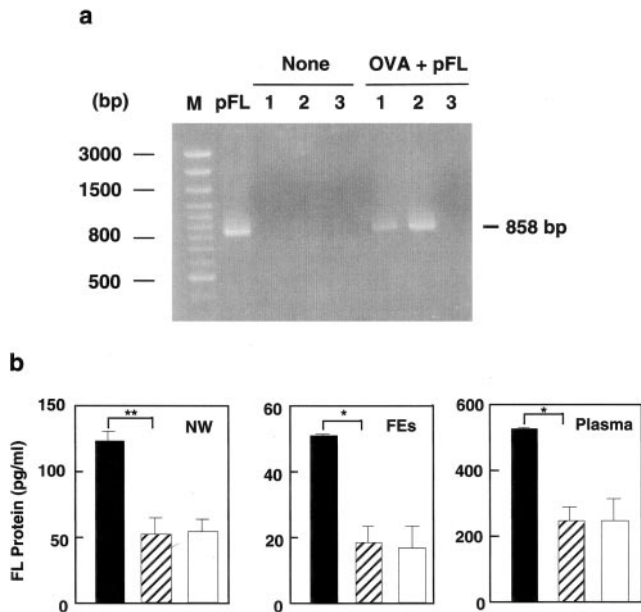 a
None OVA + pFL
(bp) M pFL 1 2 3 1 2 3
3000
1500
800
500
858 bp
b
FL Protein (pg/ml)
150
100
50
0
**
NW
60
40
20
0
*
FEs
600
400
200
0
*
Plasma